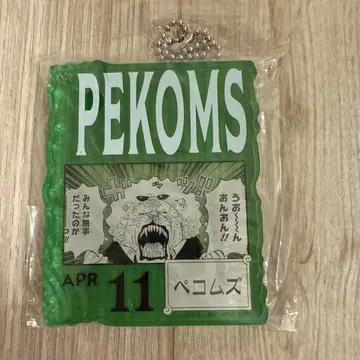 PEKOMS
うお〜〜〜ん
おんおん!!
みんな無事
だったのか
〜っ!!
APR 11
ペコムズ